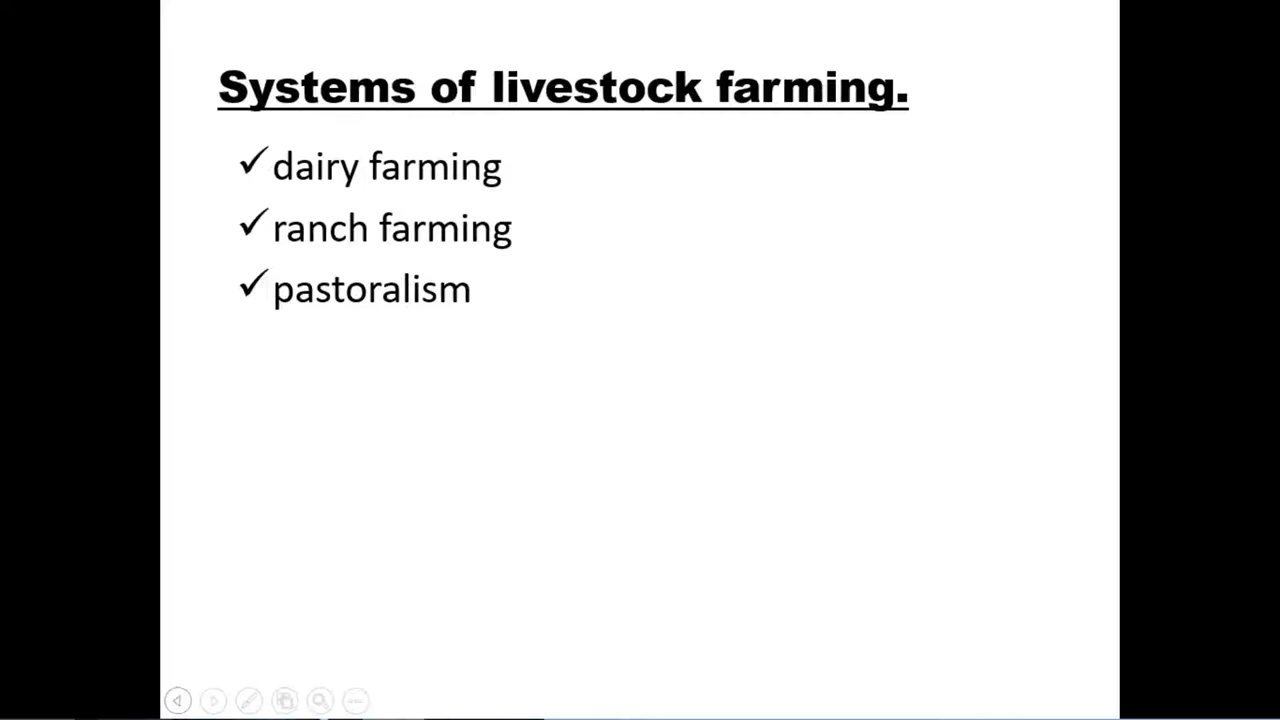 Systems of livestock farming.
✓dairy farming
✓ranch farming
✓pastoralism